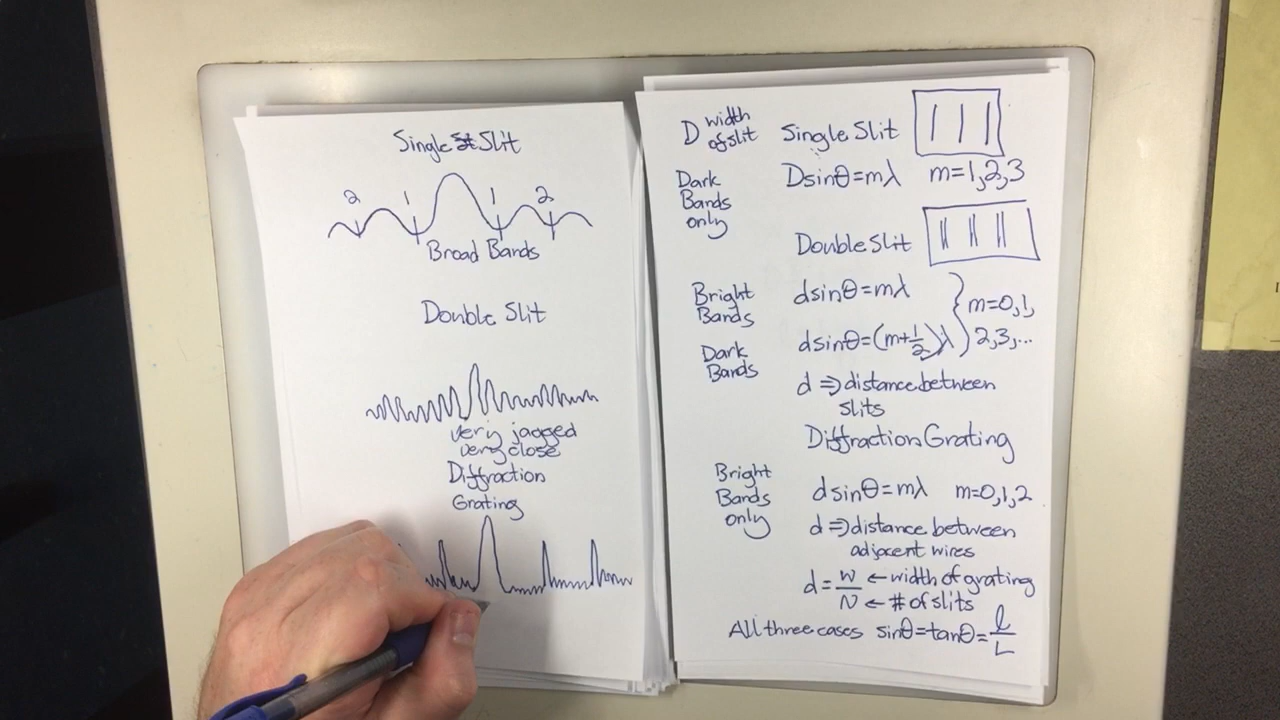 Single Slit
2 1 1 2
Broad Bands
Double Slit
very jagged
very close
Diffraction
Grating
D width
of slit
Single Slit
Dark
Bands
only
Dsinθ=mλ m=1,2,3
Double Slit
Bright
Bands
dsinθ=mλ
Dark
Bands
dsinθ=(m+1/2)λ
} m=0,1,
2,3,...
d ⇒ distance between
slits
Diffraction Grating
Bright
Bands
only
dsinθ=mλ m=0,1,2
d ⇒ distance between
adjacent wires
d = W/N ← width of grating
← # of slits
All three cases sinθ=tanθ=l/L